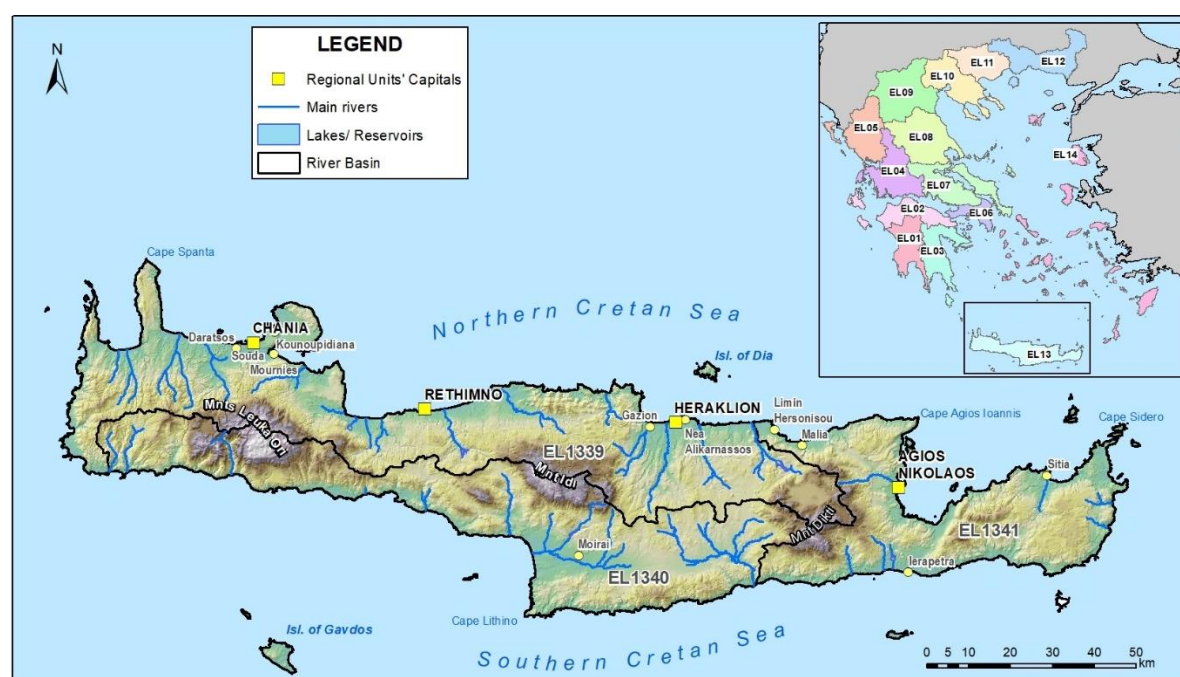 LEGEND
Regional Units' Capitals
Main rivers
Lakes/ Reservoirs
River Basin
N
EL11
EL12
EL10
EL09
EL05
EL08
EL14
EL04
EL07
EL02
EL06
EL01
EL03
EL13
Cape Spanta
Northern Cretan Sea
CHANIA
Daratsos
Kounoupidiana
Souda
Mournies
Isl. of Dia
RETHIMNO
Gazion
HERAKLION
Limin
Hersonisou
Cape Agios Ioannis
Cape Sidero
Mnts Leuka Ori
Nea
Alikarnassos
Malia
EL1339
AGIOS
NIKOLAOS
Sitia
Mnt Idi
Mnt Dikti
EL1341
Moirai
EL1340
Ierapetra
Cape Lithino
Isl. of Gavdos
Southern Cretan Sea
0 5 10 20 30 40 50
km